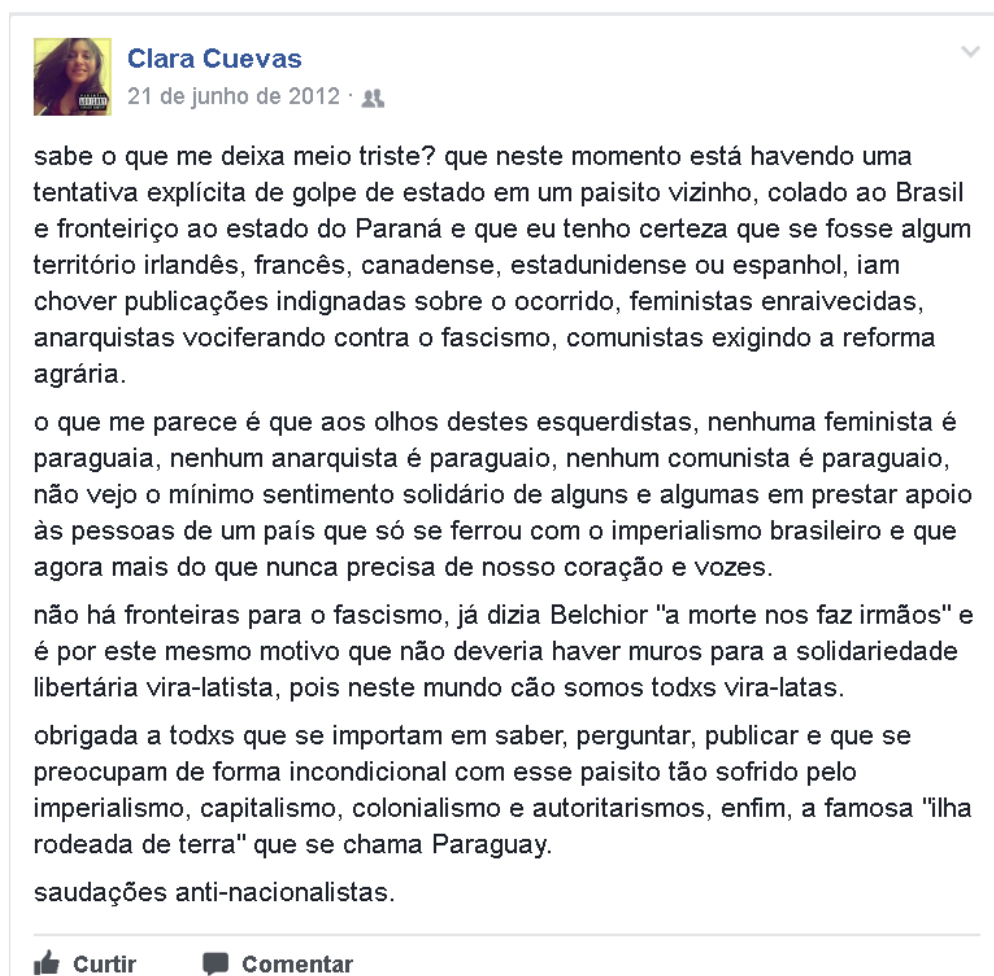 Clara Cuevas
21 de junho de 2012 ·
sabe o que me deixa meio triste? que neste momento está havendo uma
tentativa explícita de golpe de estado em um paisito vizinho, colado ao Brasil
e fronteiriço ao estado do Paraná e que eu tenho certeza que se fosse algum
território irlandês, francês, canadense, estadunidense ou espanhol, iam
chover publicações indignadas sobre o ocorrido, feministas enraivecidas,
anarquistas vociferando contra o fascismo, comunistas exigindo a reforma
agrária.
o que me parece é que aos olhos destes esquerdistas, nenhuma feminista é
paraguaia, nenhum anarquista é paraguaio, nenhum comunista é paraguaio,
não vejo o mínimo sentimento solidário de alguns e algumas em prestar apoio
às pessoas de um país que só se ferrou com o imperialismo brasileiro e que
agora mais do que nunca precisa de nosso coração e vozes.
não há fronteiras para o fascismo, já dizia Belchior "a morte nos faz irmãos" e
é por este mesmo motivo que não deveria haver muros para a solidariedade
libertária vira-latista, pois neste mundo cão somos todxs vira-latas.
obrigada a todxs que se importam em saber, perguntar, publicar e que se
preocupam de forma incondicional com esse paisito tão sofrido pelo
imperialismo, capitalismo, colonialismo e autoritarismos, enfim, a famosa "ilha
rodeada de terra" que se chama Paraguay.
saudações anti-nacionalistas.
Curtir Comentar